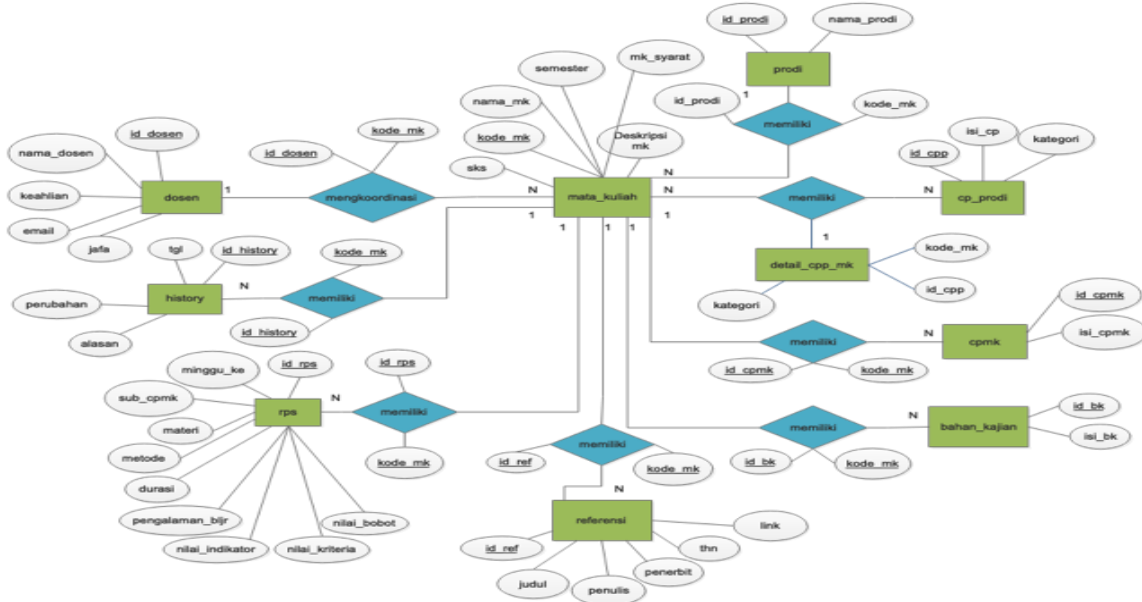 id_prodi
nama_prodi
prodi
1
id_prodi
kode_mk
memiliki
N
semester
mk_syarat
nama_mk
kode_mk
Deskripsi
mk
sks
mata_kuliah
id_dosen
nama_dosen
keahlian
email
jafa
dosen
1
id_dosen
kode_mk
mengkoordinasi
N
N
memiliki
N
cp_prodi
id_cpp
isi_cp
kategori
1
detail_cpp_mk
kode_mk
id_cpp
kategori
tgl
id_history
perubahan
alasan
history
N
kode_mk
memiliki
id_history
1
1
1
1
1
memiliki
N
cpmk
id_cpmk
isi_cpmk
id_cpmk
kode_mk
minggu_ke
id_rps
sub_cpmk
materi
metode
durasi
pengalaman_bljr
nilai_indikator
nilai_kriteria
nilai_bobot
rps
N
id_rps
memiliki
kode_mk
memiliki
id_ref
kode_mk
N
referensi
id_ref
judul
penulis
penerbit
thn
link
memiliki
N
bahan_kajian
id_bk
isi_bk
id_bk
kode_mk